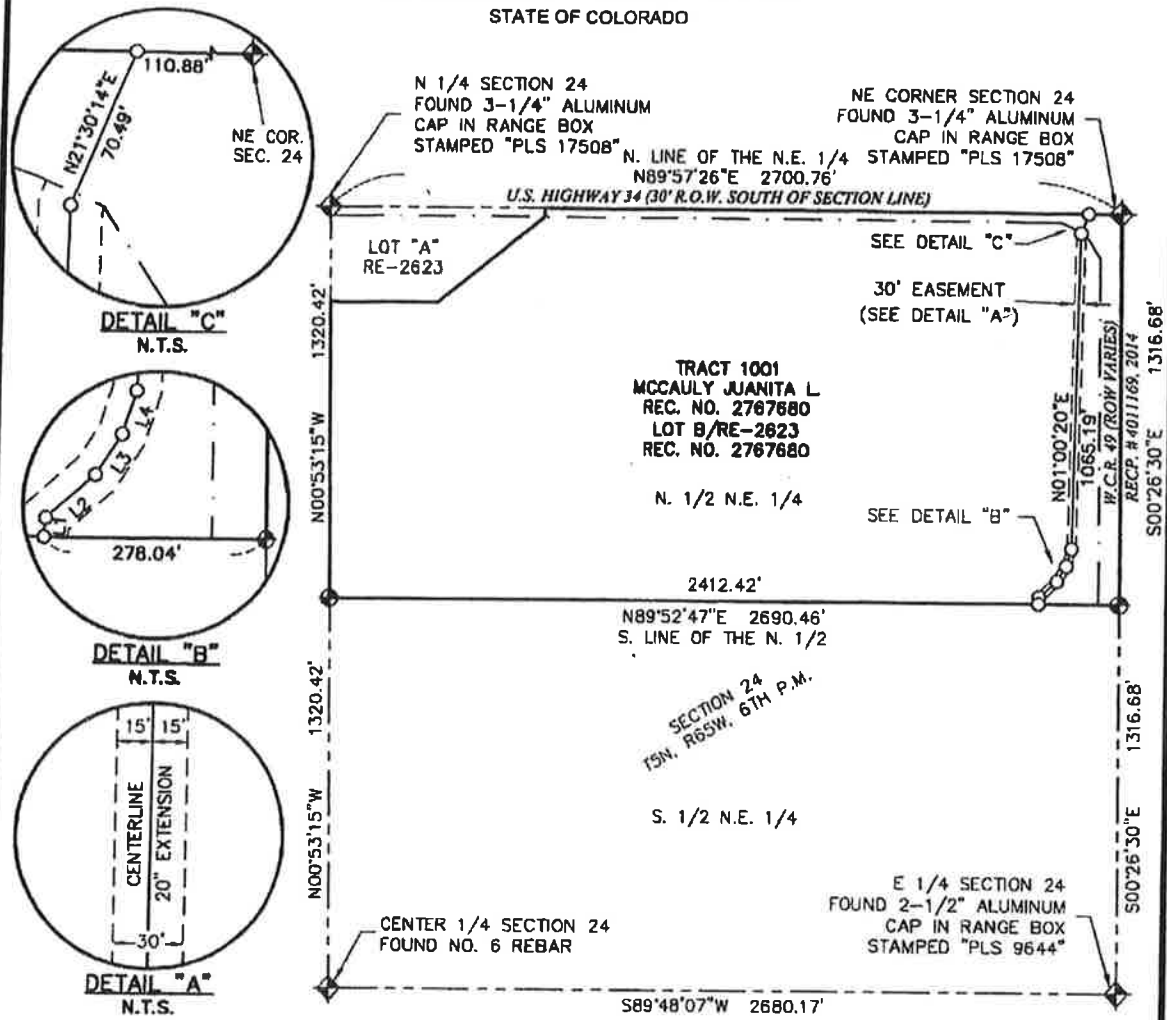 STATE OF COLORADO
110.88'
N21°30'14"E
70.49'
NE COR.
SEC. 24
DETAIL "C"
N.T.S.
N 1/4 SECTION 24
FOUND 3-1/4" ALUMINUM
CAP IN RANGE BOX
STAMPED "PLS 17508"
NE CORNER SECTION 24
FOUND 3-1/4" ALUMINUM
CAP IN RANGE BOX
STAMPED "PLS 17508"
N. LINE OF THE N.E. 1/4
N89°57'26"E 2700.76'
U.S. HIGHWAY 34 (30' R.O.W. SOUTH OF SECTION LINE)
LOT "A"
RE-2623
SEE DETAIL "C"
30' EASEMENT
(SEE DETAIL "A")
1320.42'
N00°53'15"W
TRACT 1001
MCCAULY JUANITA L
REC. NO. 2767680
LOT B/RE-2623
REC. NO. 2767680
N. 1/2 N.E. 1/4
N01°00'20"E
1065.19'
W.C.R. 49 (ROW VARIES)
RECP. #4011169, 2014
1316.68'
S00°26'30"E
SEE DETAIL "B"
L1
L2
L3
L4
278.04'
DETAIL "B"
N.T.S.
2412.42'
N89°52'47"E 2690.46'
S. LINE OF THE N. 1/2
SECTION 24
T5N, R65W, 6TH P.M.
1320.42'
N00°53'15"W
1316.68'
S00°26'30"E
S. 1/2 N.E. 1/4
15' 15'
CENTERLINE
20" EXTENSION
30'
DETAIL "A"
N.T.S.
CENTER 1/4 SECTION 24
FOUND NO. 6 REBAR
E 1/4 SECTION 24
FOUND 2-1/2" ALUMINUM
CAP IN RANGE BOX
STAMPED "PLS 9644"
S89°48'07"W 2680.17'